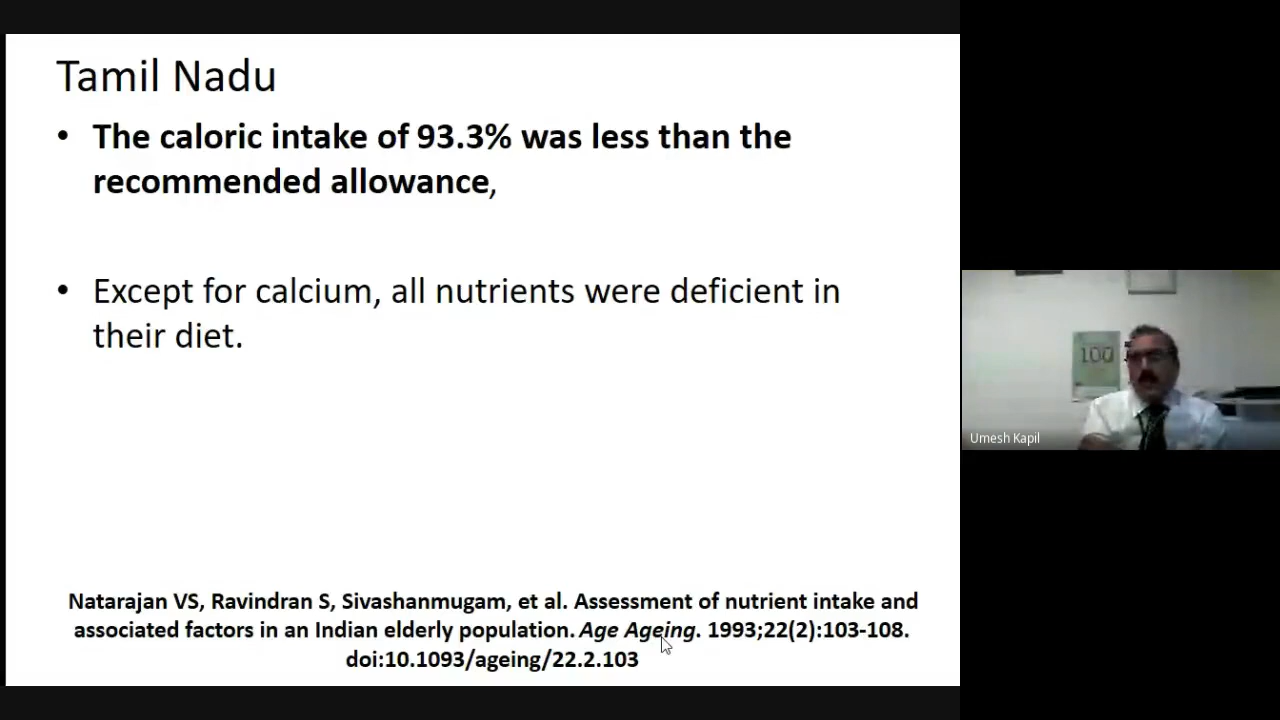 Tamil Nadu
• The caloric intake of 93.3% was less than the
recommended allowance,
• Except for calcium, all nutrients were deficient in
their diet.
Natarajan VS, Ravindran S, Sivashanmugam, et al. Assessment of nutrient intake and
associated factors in an Indian elderly population. Age Ageing. 1993;22(2):103-108.
doi:10.1093/ageing/22.2.103
100
Umesh Kapil